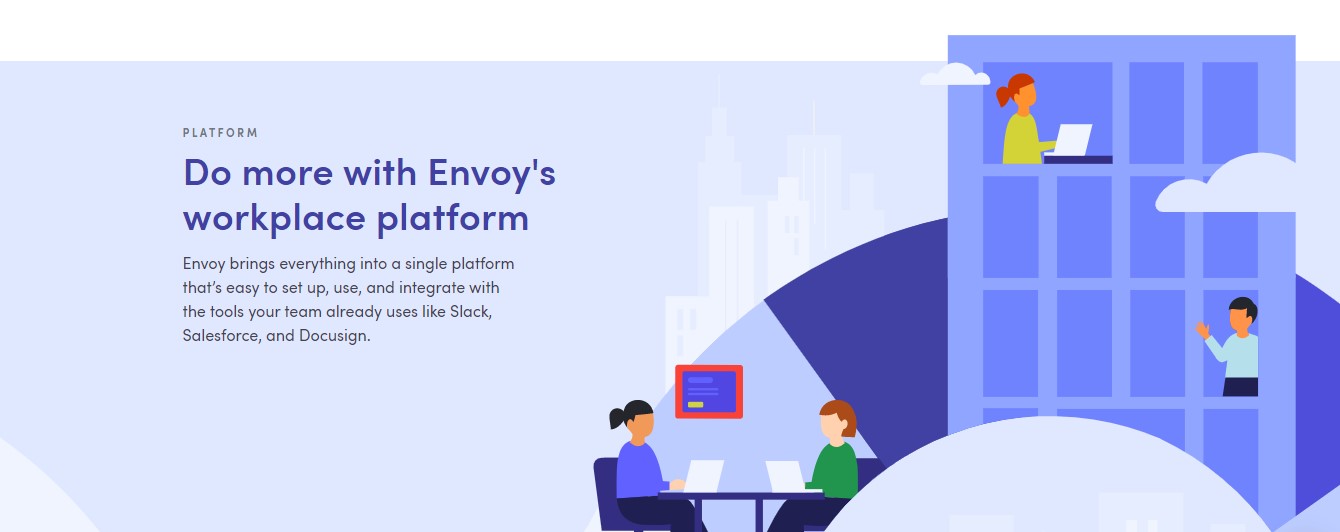 PLATFORM
Do more with Envoy's
workplace platform
Envoy brings everything into a single platform
that’s easy to set up, use, and integrate with
the tools your team already uses like Slack,
Salesforce, and Docusign.